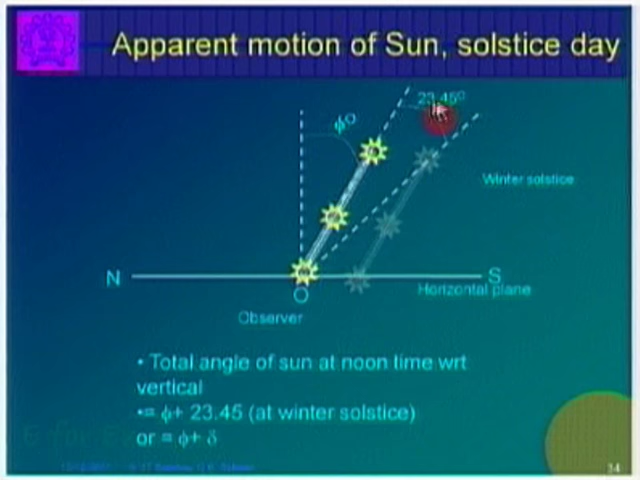 Apparent motion of Sun, solstice day
23.45⁰
ϕ⁰
Winter solstice
N
S
O
Horizontal plane
Observer
• Total angle of sun at noon time wrt
vertical
•= ϕ+ 23.45 (at winter solstice)
or = ϕ+ δ
34